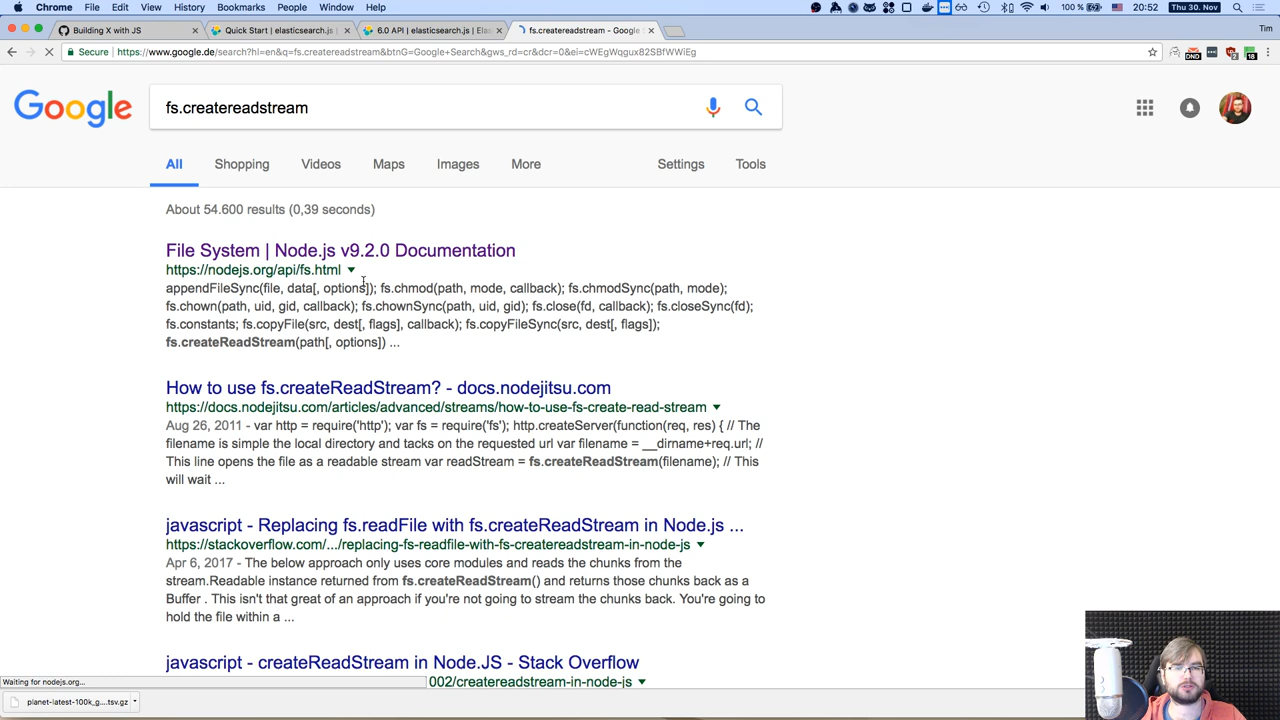 Chrome File Edit View History Bookmarks People Window Help 100 % 20:52 Thu 30. Nov
Building X with JS × Quick Start | elasticsearch.js | × 6.0 API | elasticsearch.js | Elas × fs.createreadstream - Google × Tim
Secure https://www.google.de/search?hl=en&q=fs.createreadstream&btnG=Google+Search&gws_rd=cr&dcr=0&ei=cWEgWqgux82SBfWWiEg
Google fs.createreadstream
All Shopping Videos Maps Images More Settings Tools
About 54.600 results (0,39 seconds)
File System | Node.js v9.2.0 Documentation
https://nodejs.org/api/fs.html
appendFileSync(file, data[, options]); fs.chmod(path, mode, callback); fs.chmodSync(path, mode);
fs.chown(path, uid, gid, callback); fs.chownSync(path, uid, gid); fs.close(fd, callback); fs.closeSync(fd);
fs.constants; fs.copyFile(src, dest[, flags], callback); fs.copyFileSync(src, dest[, flags]);
fs.createReadStream(path[, options]) ...
How to use fs.createReadStream? - docs.nodejitsu.com
https://docs.nodejitsu.com/articles/advanced/streams/how-to-use-fs-create-read-stream
Aug 26, 2011 - var http = require('http'); var fs = require('fs'); http.createServer(function(req, res) { // The
filename is simple the local directory and tacks on the requested url var filename = __dirname+req.url; //
This line opens the file as a readable stream var readStream = fs.createReadStream(filename); // This
will wait ...
javascript - Replacing fs.readFile with fs.createReadStream in Node.js ...
https://stackoverflow.com/.../replacing-fs-readfile-with-fs-createreadstream-in-node-js
Apr 6, 2017 - The below approach only uses core modules and reads the chunks from the
stream.Readable instance returned from fs.createReadStream() and returns those chunks back as a
Buffer . This isn't that great of an approach if you're not going to stream the chunks back. You're going to
hold the file within a ...
javascript - createReadStream in Node.JS - Stack Overflow
Waiting for nodejs.org... 002/createreadstream-in-node-js
planet-latest-100k_g....tsv.gz